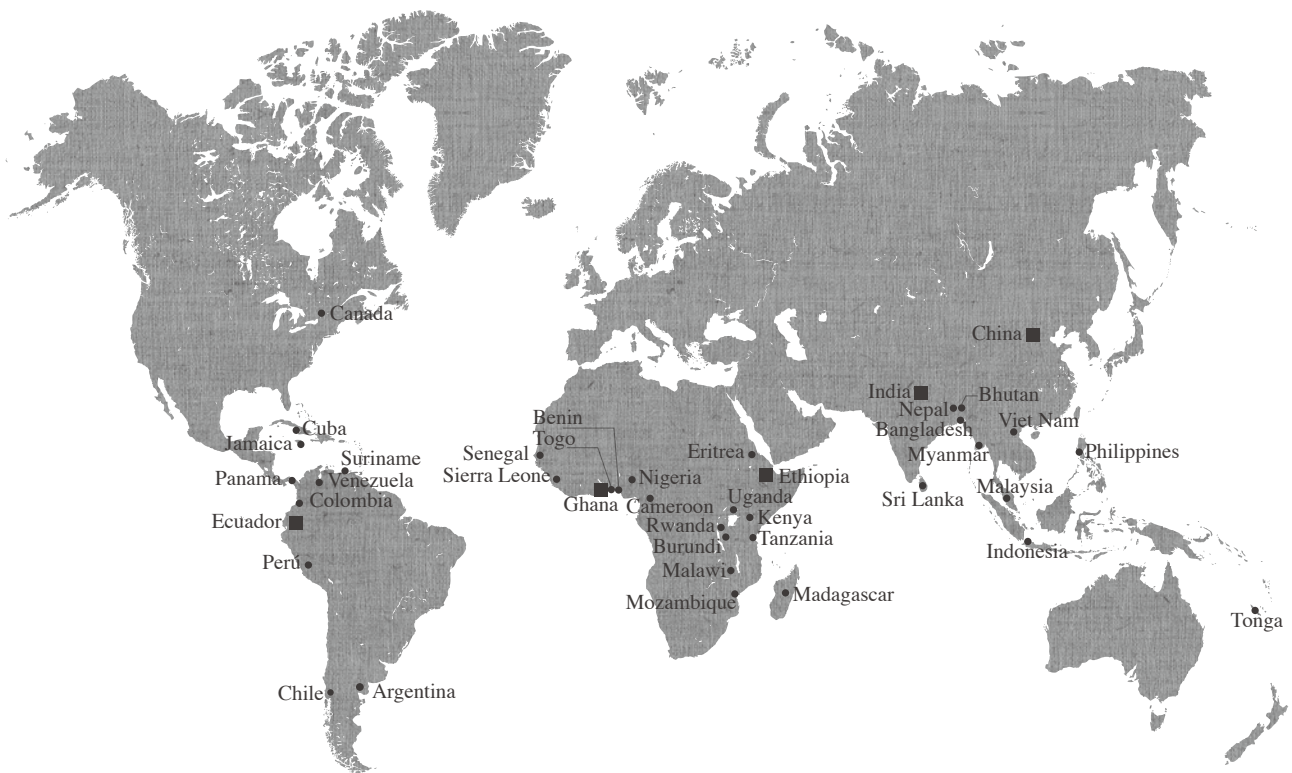 Canada
China
India
Bhutan
Nepal
Benin
Viet Nam
Cuba
Bangladesh
Togo
Jamaica
Senegal
Eritrea
Myanmar
Philippines
Suriname
Sierra Leone
Nigeria
Ethiopia
Panama
Venezuela
Malaysia
Uganda
Sri Lanka
Colombia
Ghana
Cameroon
Kenya
Ecuador
Rwanda
Tanzania
Burundi
Indonesia
Perú
Malawi
Madagascar
Mozambique
Tonga
Chile
Argentina